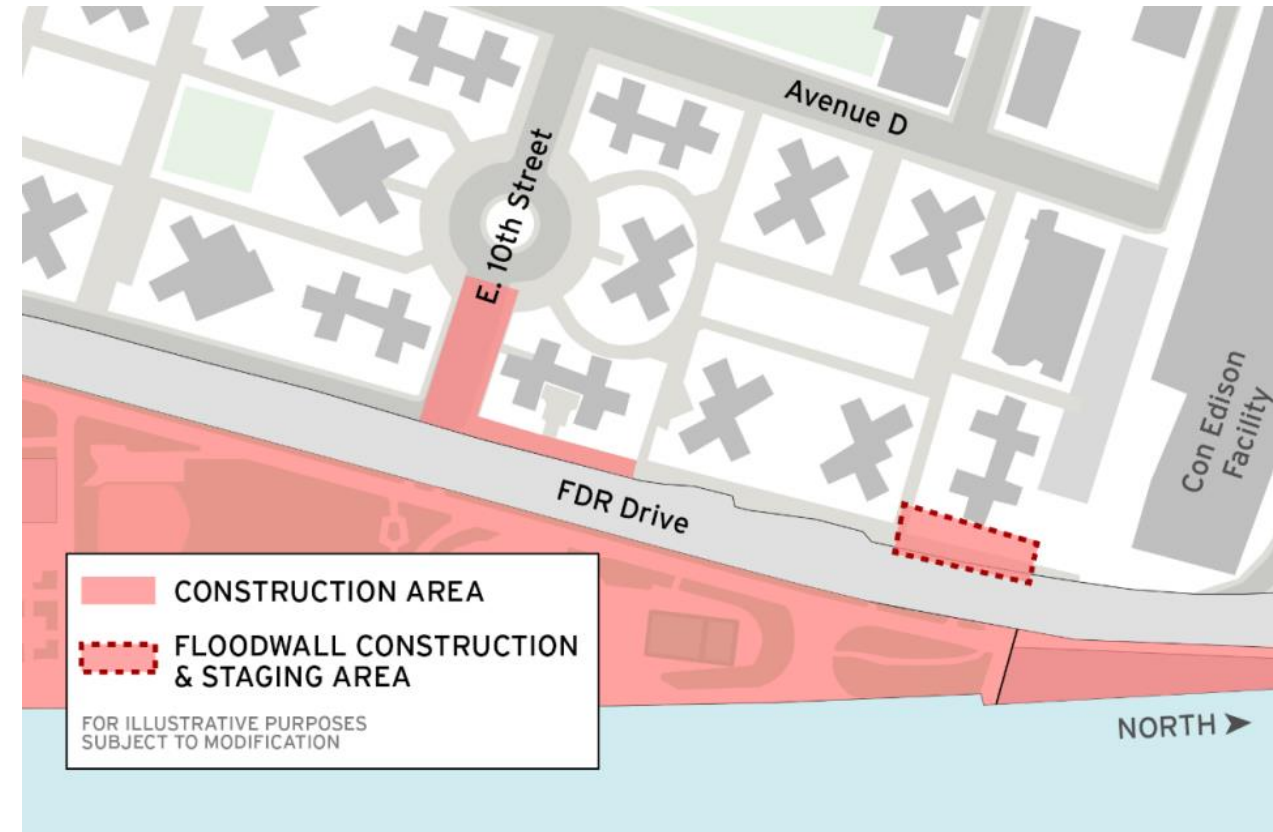 Avenue D
E. 10th Street
Con Edison
Facility
FDR Drive
CONSTRUCTION AREA
FLOODWALL CONSTRUCTION
& STAGING AREA
FOR ILLUSTRATIVE PURPOSES
SUBJECT TO MODIFICATION
NORTH ➤